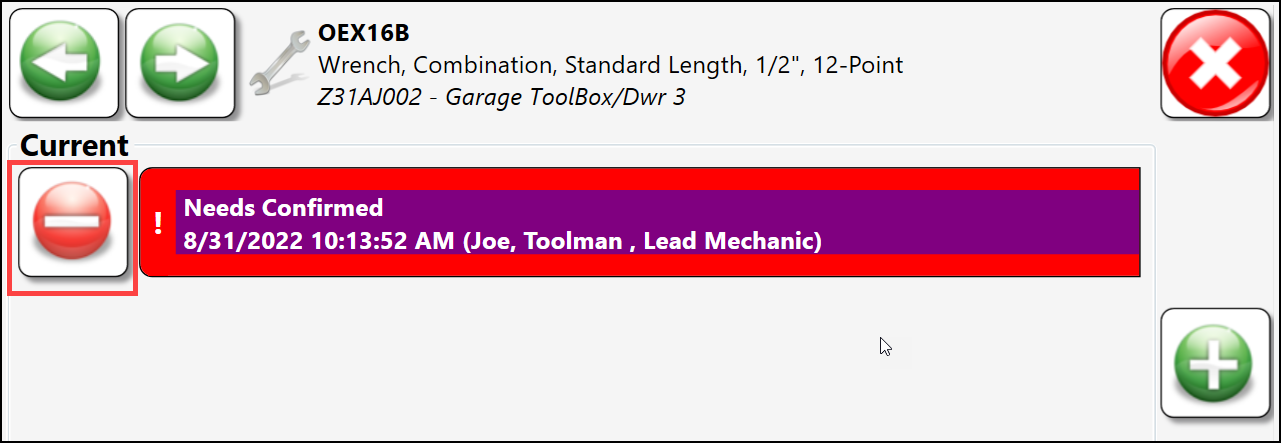 OEX16B
Wrench, Combination, Standard Length, 1/2", 12-Point
Z31AJ002 - Garage ToolBox/Dwr 3
Current
! Needs Confirmed
8/31/2022 10:13:52 AM (Joe, Toolman , Lead Mechanic)